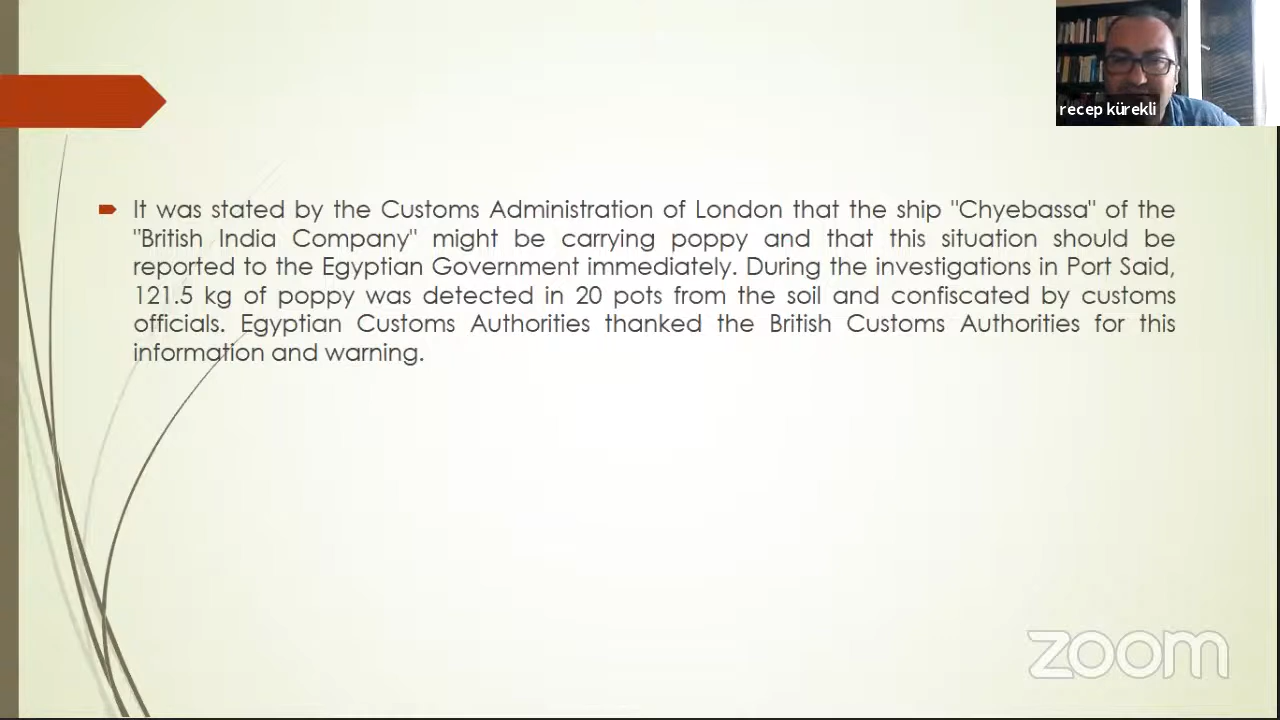 recep kürekli
It was stated by the Customs Administration of London that the ship "Chyebassa" of the
"British India Company" might be carrying poppy and that this situation should be
reported to the Egyptian Government immediately. During the investigations in Port Said,
121.5 kg of poppy was detected in 20 pots from the soil and confiscated by customs
officials. Egyptian Customs Authorities thanked the British Customs Authorities for this
information and warning.
zoom